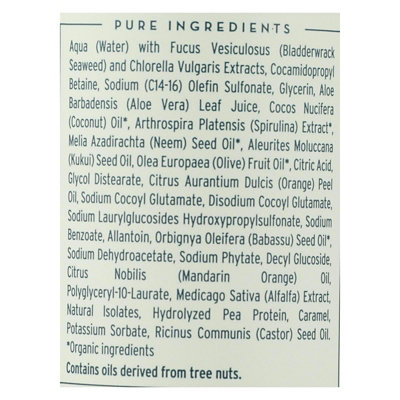 PURE INGREDIENTS
Aqua (Water) with Fucus Vesiculosus (Bladderwrack
Seaweed) and Chlorella Vulgaris Extracts, Cocamidopropyl
Betaine, Sodium (C14-16) Olefin Sulfonate, Glycerin, Aloe
Barbadensis (Aloe Vera) Leaf Juice, Cocos Nucifera
(Coconut) Oil*, Arthrospira Platensis (Spirulina) Extract*,
Melia Azadirachta (Neem) Seed Oil*, Aleurites Moluccana
(Kukui) Seed Oil, Olea Europaea (Olive) Fruit Oil*, Citric Acid,
Glycol Distearate, Citrus Aurantium Dulcis (Orange) Peel
Oil, Sodium Cocoyl Glutamate, Disodium Cocoyl Glutamate,
Sodium Laurylglucosides Hydroxypropylsulfonate, Sodium
Benzoate, Allantoin, Orbignya Oleifera (Babassu) Seed Oil*,
Sodium Dehydroacetate, Sodium Phytate, Decyl Glucoside,
Citrus Nobilis (Mandarin Orange) Oil,
Polyglyceryl-10-Laurate, Medicago Sativa (Alfalfa) Extract,
Natural Isolates, Hydrolyzed Pea Protein, Caramel,
Potassium Sorbate, Ricinus Communis (Castor) Seed Oil.
*Organic ingredients
Contains oils derived from tree nuts.